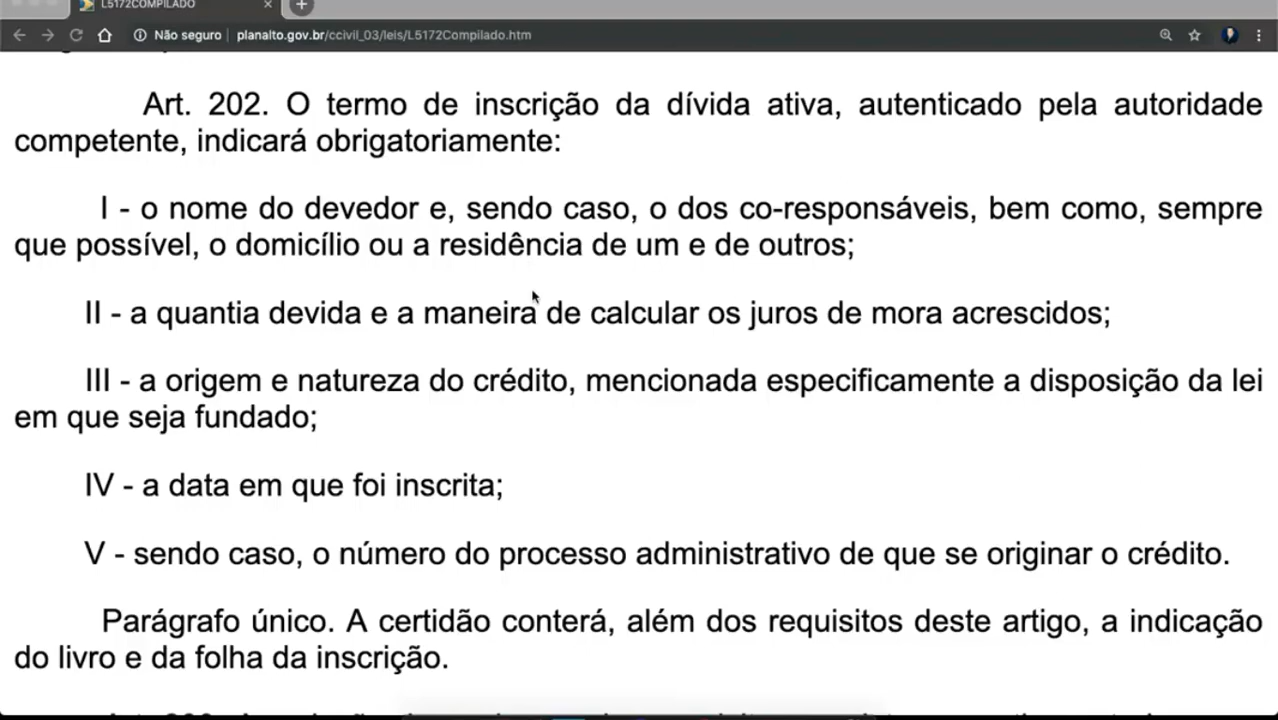 L5172COMPILADO
Não seguro | planalto.gov.br/ccivil_03/leis/L5172Compilado.htm
Art. 202. O termo de inscrição da dívida ativa, autenticado pela autoridade
competente, indicará obrigatoriamente:
I - o nome do devedor e, sendo caso, o dos co-responsáveis, bem como, sempre
que possível, o domicílio ou a residência de um e de outros;
II - a quantia devida e a maneira de calcular os juros de mora acrescidos;
III - a origem e natureza do crédito, mencionada especificamente a disposição da lei
em que seja fundado;
IV - a data em que foi inscrita;
V - sendo caso, o número do processo administrativo de que se originar o crédito.
Parágrafo único. A certidão conterá, além dos requisitos deste artigo, a indicação
do livro e da folha da inscrição.